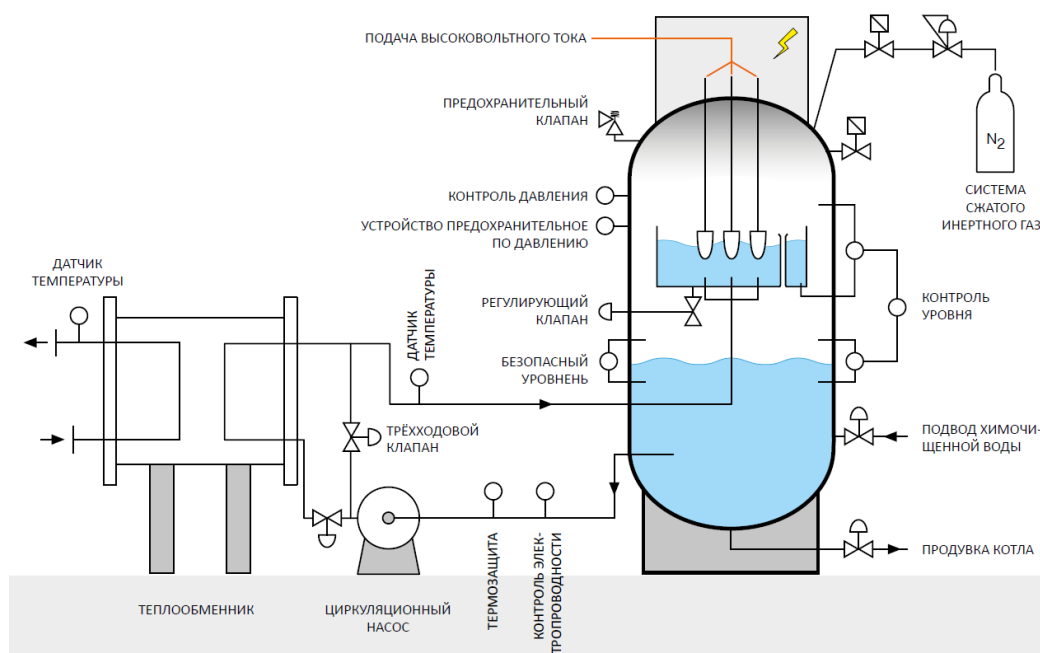 ПОДАЧА ВЫСОКОВОЛЬТНОГО ТОКА
ПРЕДОХРАНИТЕЛЬНЫЙ
КЛАПАН
N2
СИСТЕМА
СЖАТОГО
ИНЕРТНОГО ГАЗ
КОНТРОЛЬ ДАВЛЕНИЯ
УСТРОЙСТВО ПРЕДОХРАНИТЕЛЬНОЕ
ПО ДАВЛЕНИЮ
ДАТЧИК
ТЕМПЕРАТУРЫ
РЕГУЛИРУЮЩИЙ
КЛАПАН
КОНТРОЛЬ
УРОВНЯ
ДАТЧИК
ТЕМПЕРАТУРЫ
БЕЗОПАСНЫЙ
УРОВНЕНЬ
ТРЁХХОДОВОЙ
КЛАПАН
ПОДВОД ХИМОЧИ-
ЩЕННОЙ ВОДЫ
ПРОДУВКА КОТЛА
ТЕПЛООБМЕННИК
ЦИРКУЛЯЦИОННЫЙ
НАСОС
ТЕРМОЗАЩИТА
КОНТРОЛЬ ЭЛЕК-
ТРОПРОВОДНОСТИ